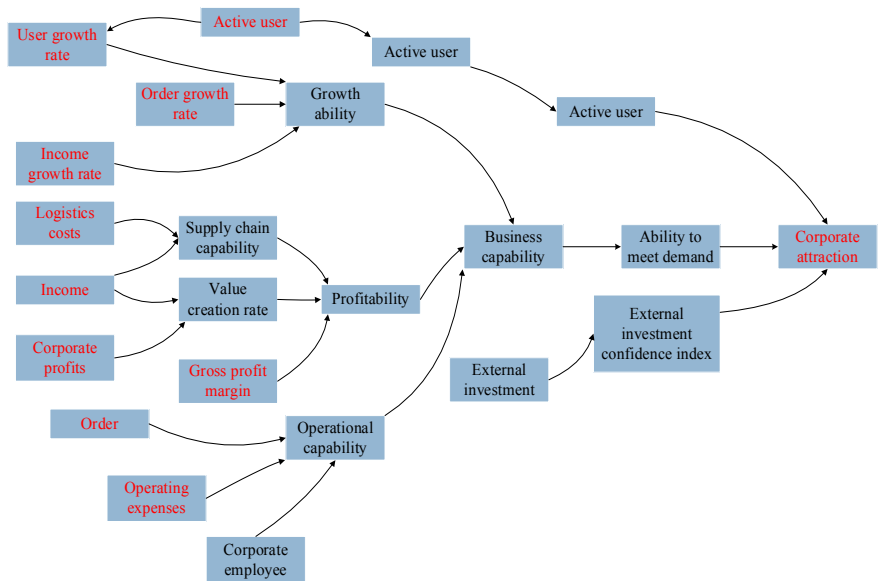 Active user
User growth
rate
Active user
Order growth
rate
Growth
ability
Active user
Income
growth rate
Logistics
costs
Supply chain
capability
Business
capability
Ability to
meet demand
Corporate
attraction
Income
Value
creation rate
Profitability
External
investment
confidence index
Corporate
profits
Gross profit
margin
External
investment
Order
Operational
capability
Operating
expenses
Corporate
employee